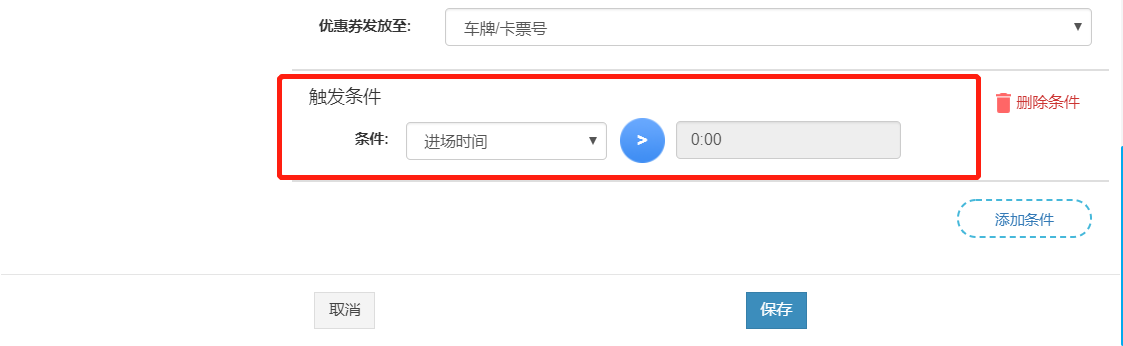 优惠券发放至: 车牌/卡票号
触发条件
删除条件
条件: 进场时间 > 0:00
添加条件
取消 保存